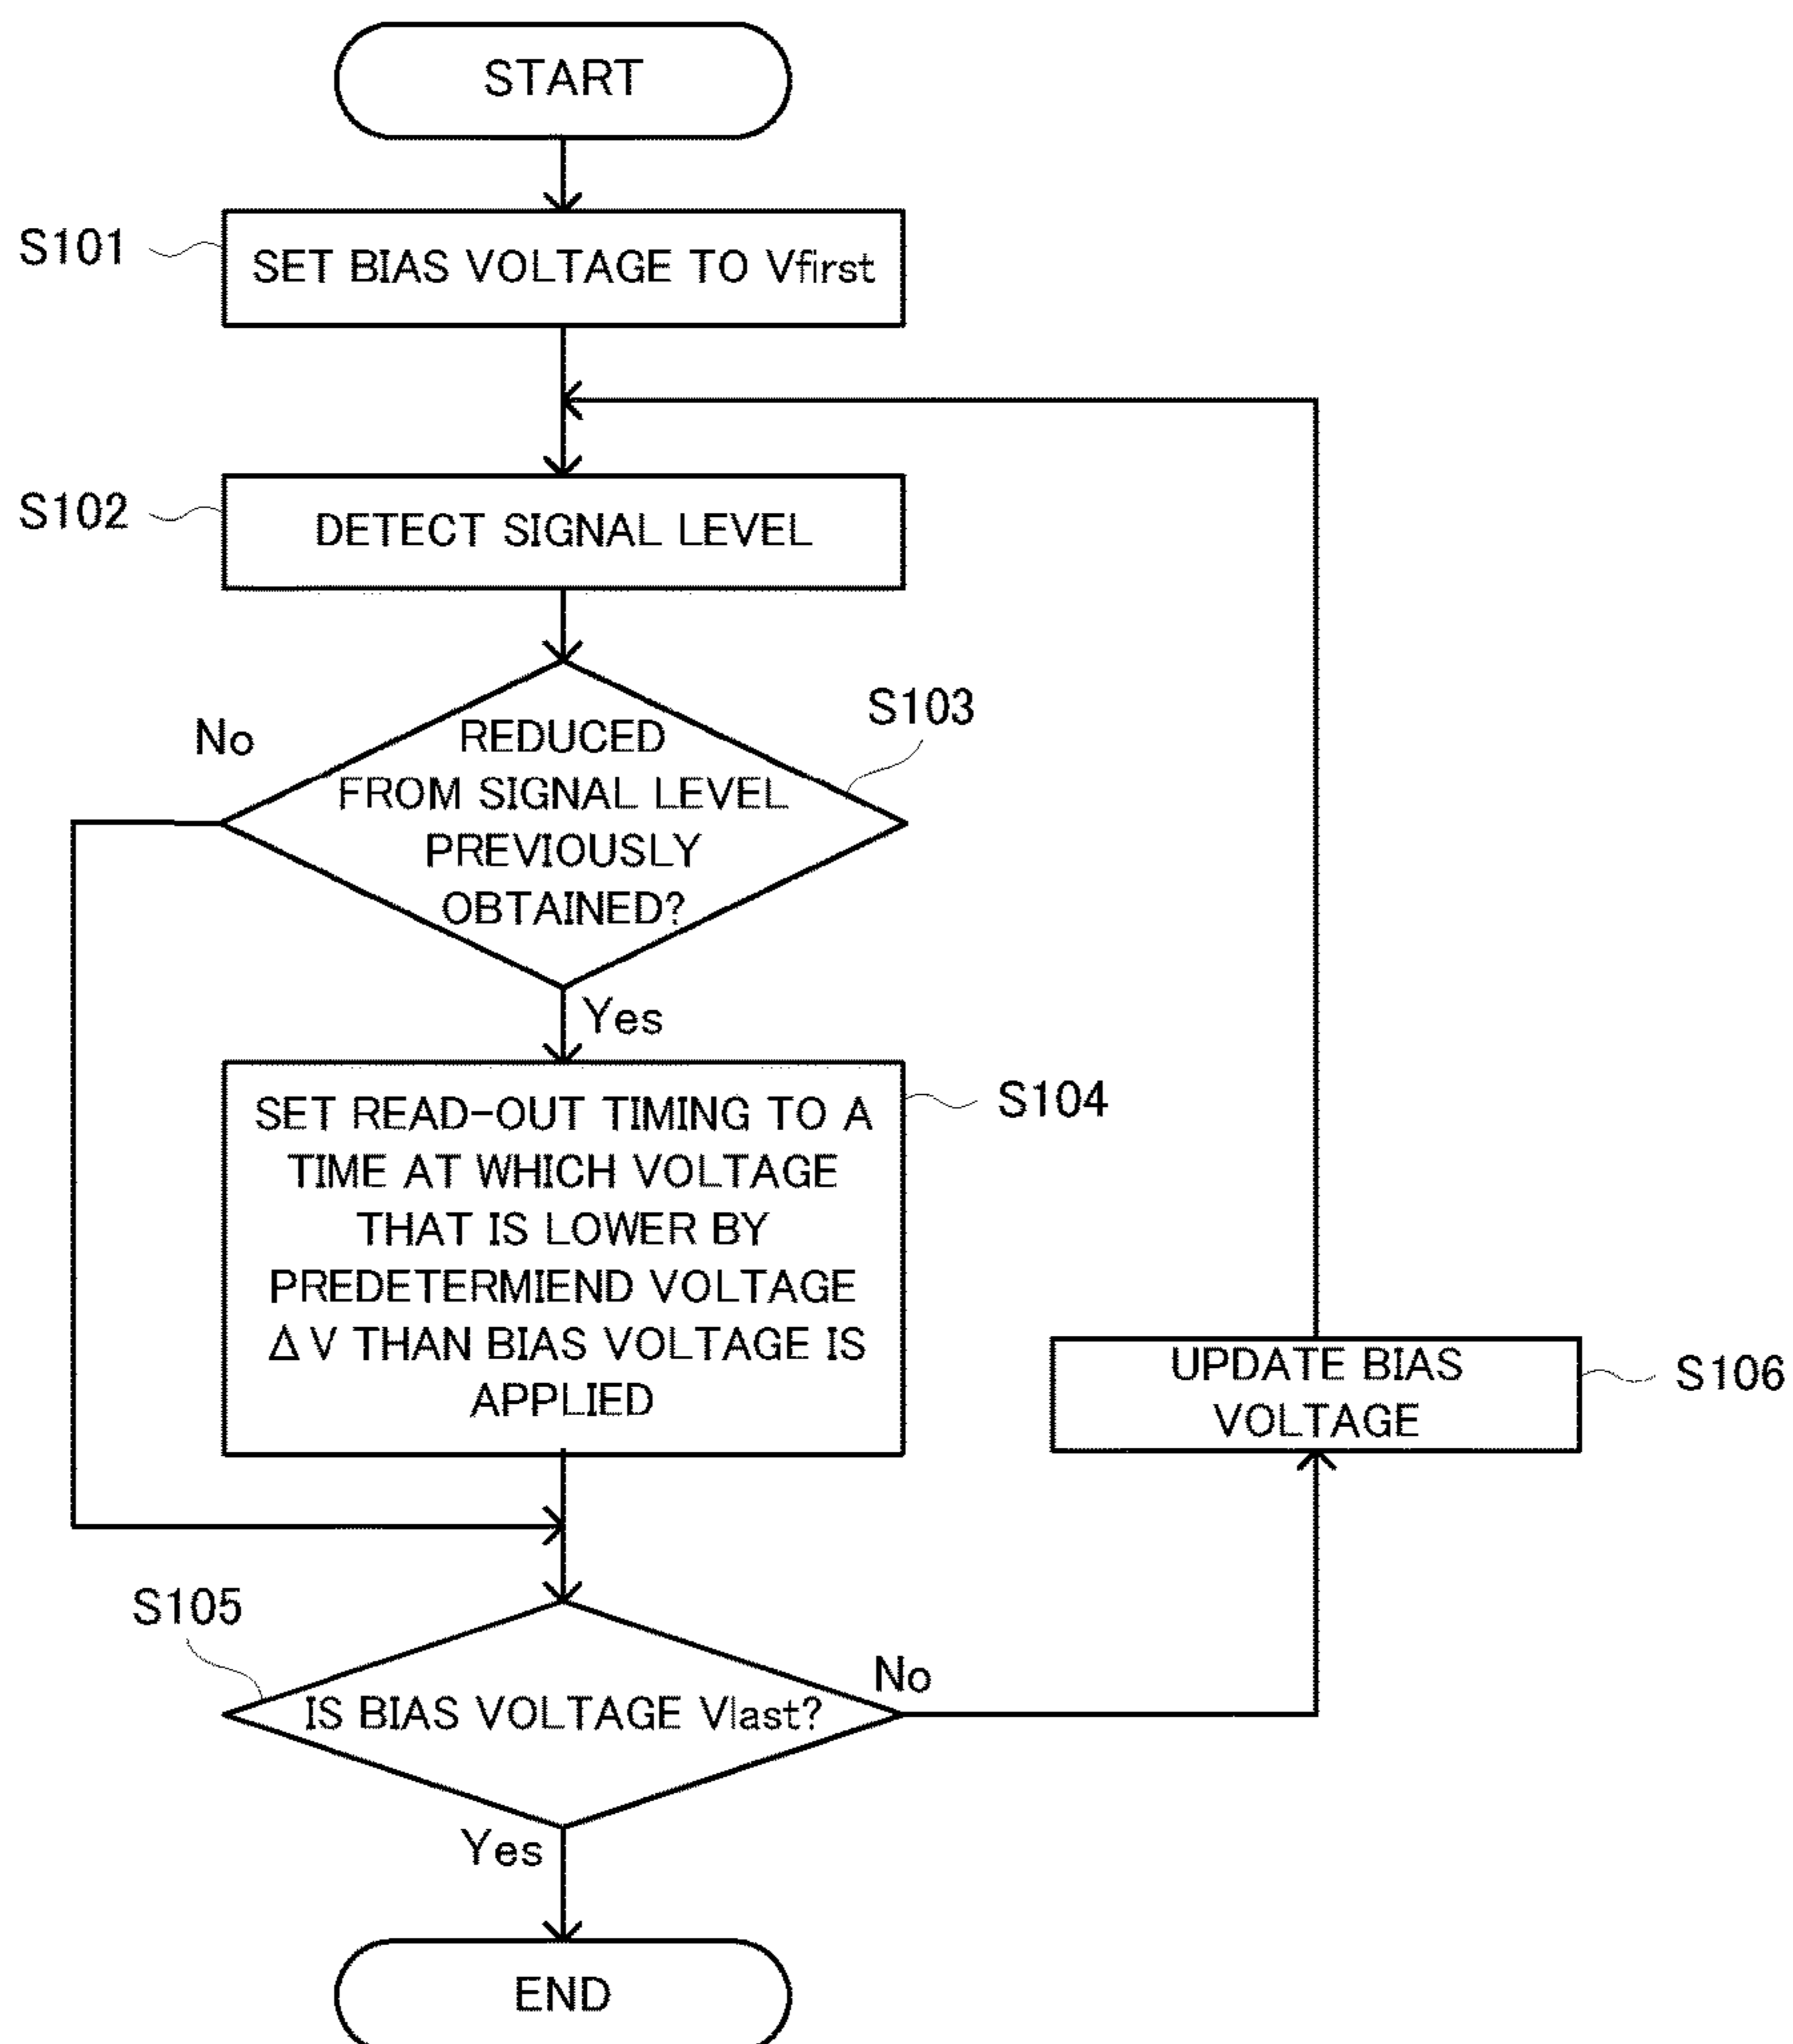 START
S101
SET BIAS VOLTAGE TO Vfirst
S102
DETECT SIGNAL LEVEL
S103
No
REDUCED
FROM SIGNAL LEVEL
PREVIOUSLY
OBTAINED?
Yes
S104
SET READ-OUT TIMING TO A
TIME AT WHICH VOLTAGE
THAT IS LOWER BY
PREDETERMIEND VOLTAGE
ΔV THAN BIAS VOLTAGE IS
APPLIED
UPDATE BIAS
VOLTAGE
S106
S105
No
IS BIAS VOLTAGE Vlast?
Yes
END